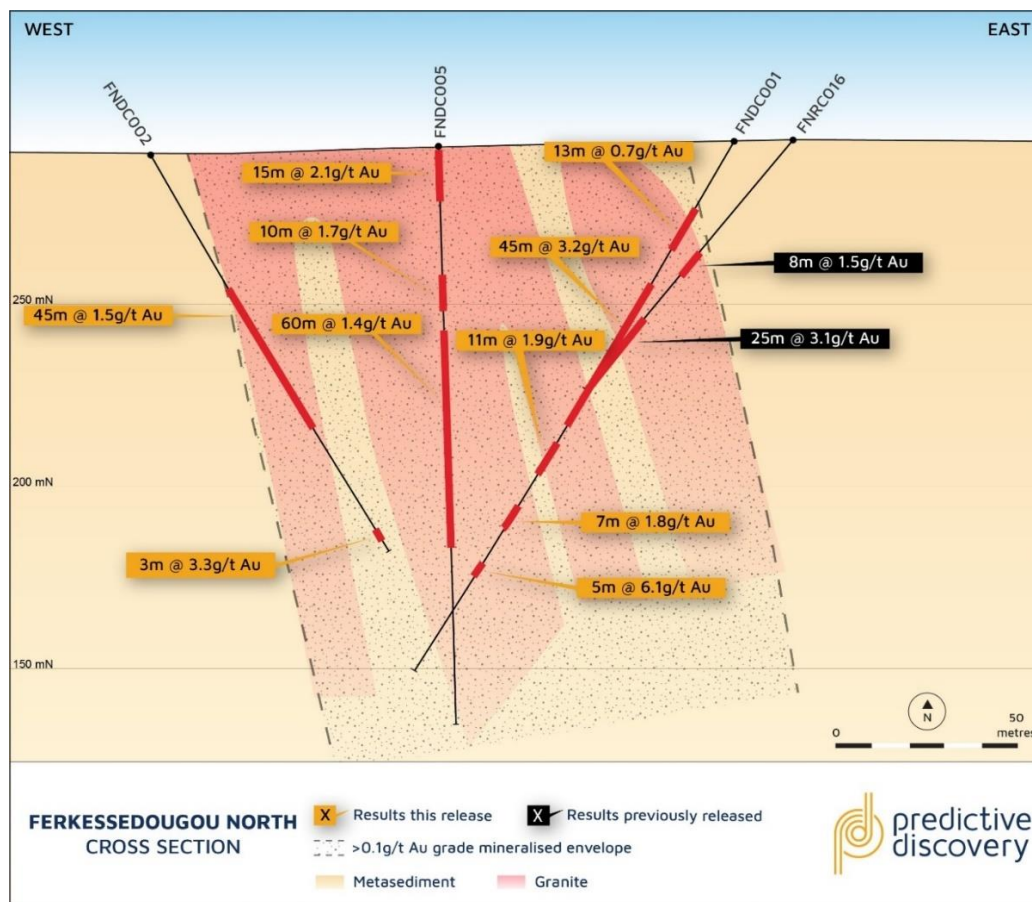 WEST
EAST
FNDC002
FNDC005
FNDC001
FNRC016
13m @ 0.7g/t Au
15m @ 2.1g/t Au
10m @ 1.7g/t Au
45m @ 3.2g/t Au
8m @ 1.5g/t Au
250 mN
45m @ 1.5g/t Au
60m @ 1.4g/t Au
11m @ 1.9g/t Au
25m @ 3.1g/t Au
200 mN
7m @ 1.8g/t Au
3m @ 3.3g/t Au
5m @ 6.1g/t Au
150 mN
N
0
50
metres
FERKESSEDOUGOU NORTH
CROSS SECTION
X Results this release
X Results previously released
>0.1g/t Au grade mineralised envelope
Metasediment
Granite
predictive
discovery